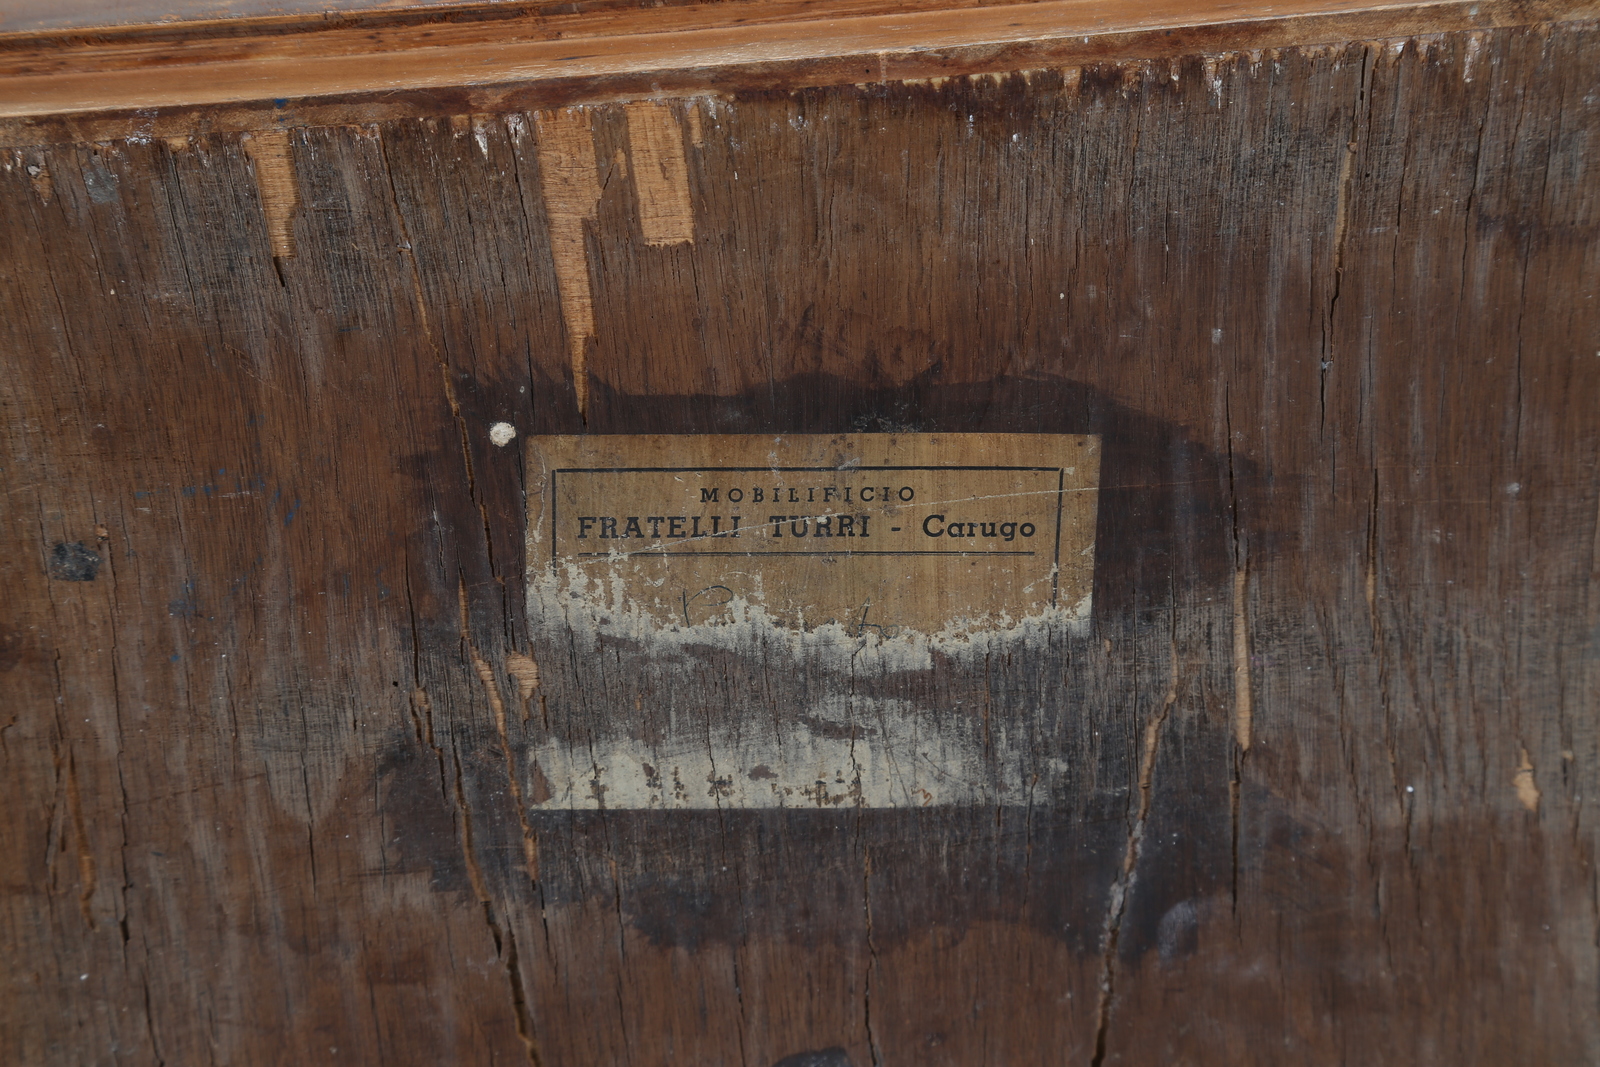 MOBILIFICIO
FRATELLI TURRI - Carugo